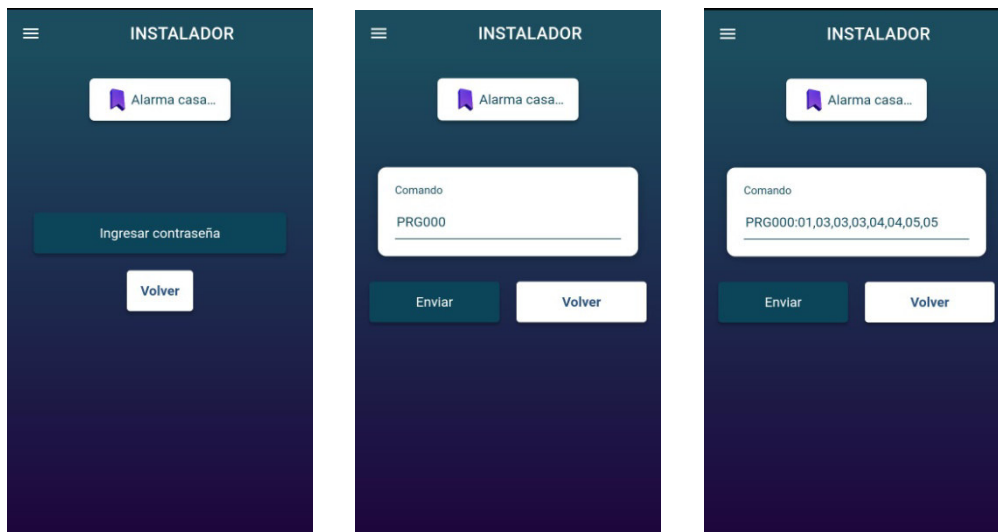 INSTALADOR
Alarma casa...
Ingresar contraseña
Volver
INSTALADOR
Alarma casa...
Comando
PRG000
Enviar
Volver
INSTALADOR
Alarma casa...
Comando
PRG000:01,03,03,03,04,04,05,05
Enviar
Volver